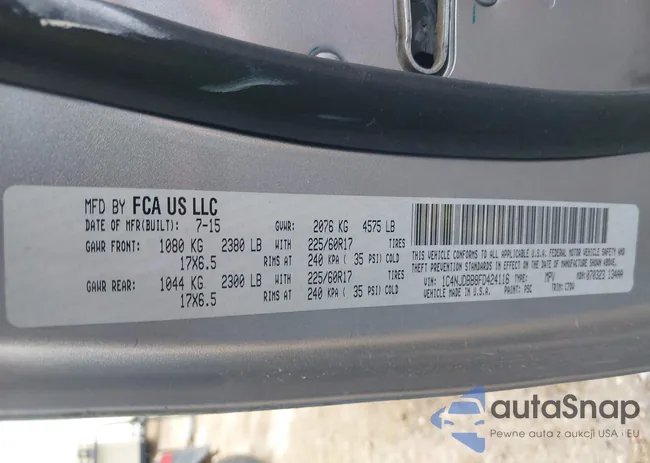 MFD BY FCA US LLC
DATE OF MFR(BUILT): 7-15 GVWR: 2076 KG 4575 LB
GAWR FRONT: 1080 KG 2380 LB WITH 225/60R17 TIRES
17X6.5 RIMS AT 240 KPA ( 35 PSI) COLD
GAWR REAR: 1044 KG 2300 LB WITH 225/60R17 TIRES
17X6.5 RIMS AT 240 KPA ( 35 PSI) COLD
THIS VEHICLE CONFORMS TO ALL APPLICABLE U.S.A. FEDERAL MOTOR VEHICLE SAFETY AND
THEFT PREVENTION STANDARDS IN EFFECT ON THE DATE OF MANUFACTURE SHOWN ABOVE.
VIN: 1C4NJDBB8FD424116 TYPE: MPV MDH: 070323 13AAA
VEHICLE MADE IN U.S.A. PAINT: PSC TRIM:
autaSnap
Pewne auta z aukcji USA · EU